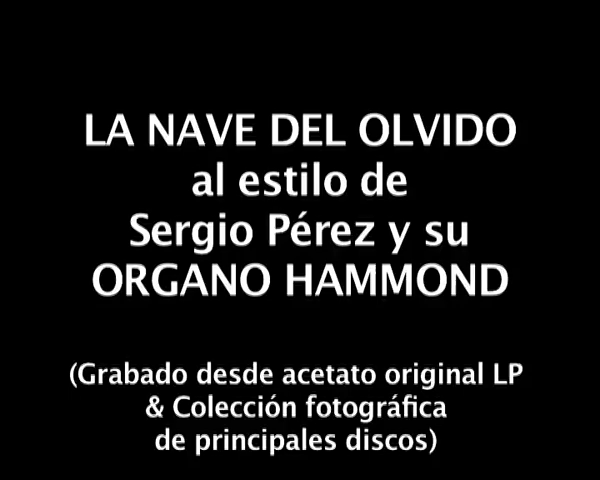 LA NAVE DEL OLVIDO
al estilo de
Sergio Pérez y su
ORGANO HAMMOND
(Grabado desde acetato original LP
& Colección fotográfica
de principales discos)